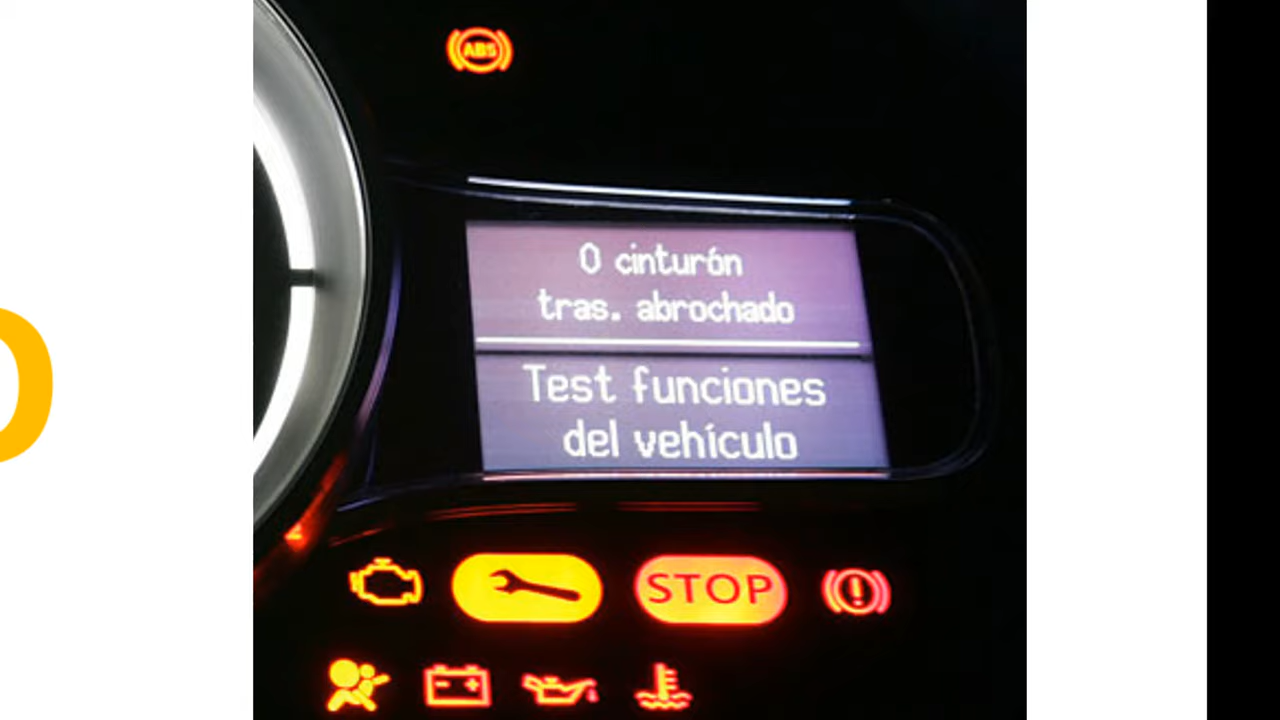 ABS
0 cinturón
tras. abrochado
Test funciones
del vehículo
STOP